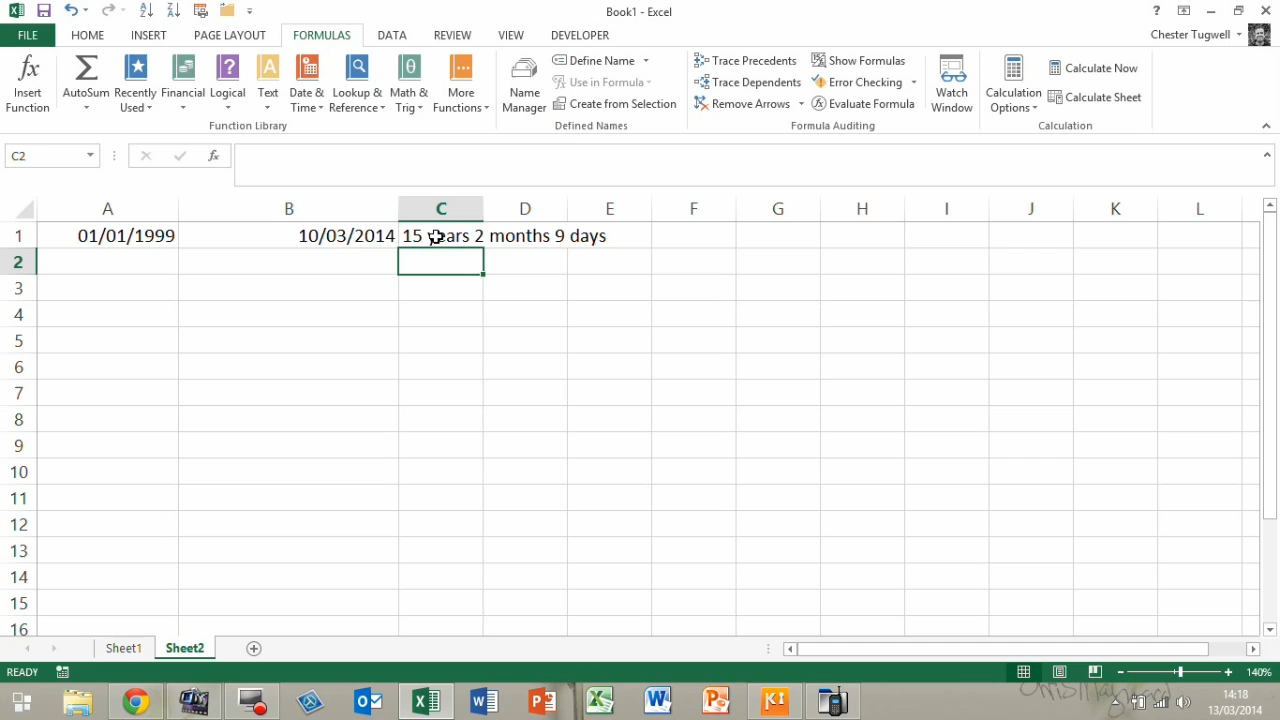 Book1 - Excel
?
FILE HOME INSERT PAGE LAYOUT FORMULAS DATA REVIEW VIEW DEVELOPER Chester Tugwell
fx Insert Function
Σ AutoSum
Recently Used
Financial
Logical
Text
Date & Time
Lookup & Reference
Math & Trig
More Functions
Function Library
Name Manager
Define Name
Use in Formula
Create from Selection
Defined Names
Trace Precedents
Trace Dependents
Remove Arrows
Show Formulas
Error Checking
Evaluate Formula
Formula Auditing
Watch Window
Calculation Options
Calculate Now
Calculate Sheet
Calculation
C2 fx
A B C D E F G H I J K L
1 01/01/1999 10/03/2014 15 years 2 months 9 days
2
3
4
5
6
7
8
9
10
11
12
13
14
15
16
Sheet1 Sheet2
READY 140%
14:18
13/03/2014